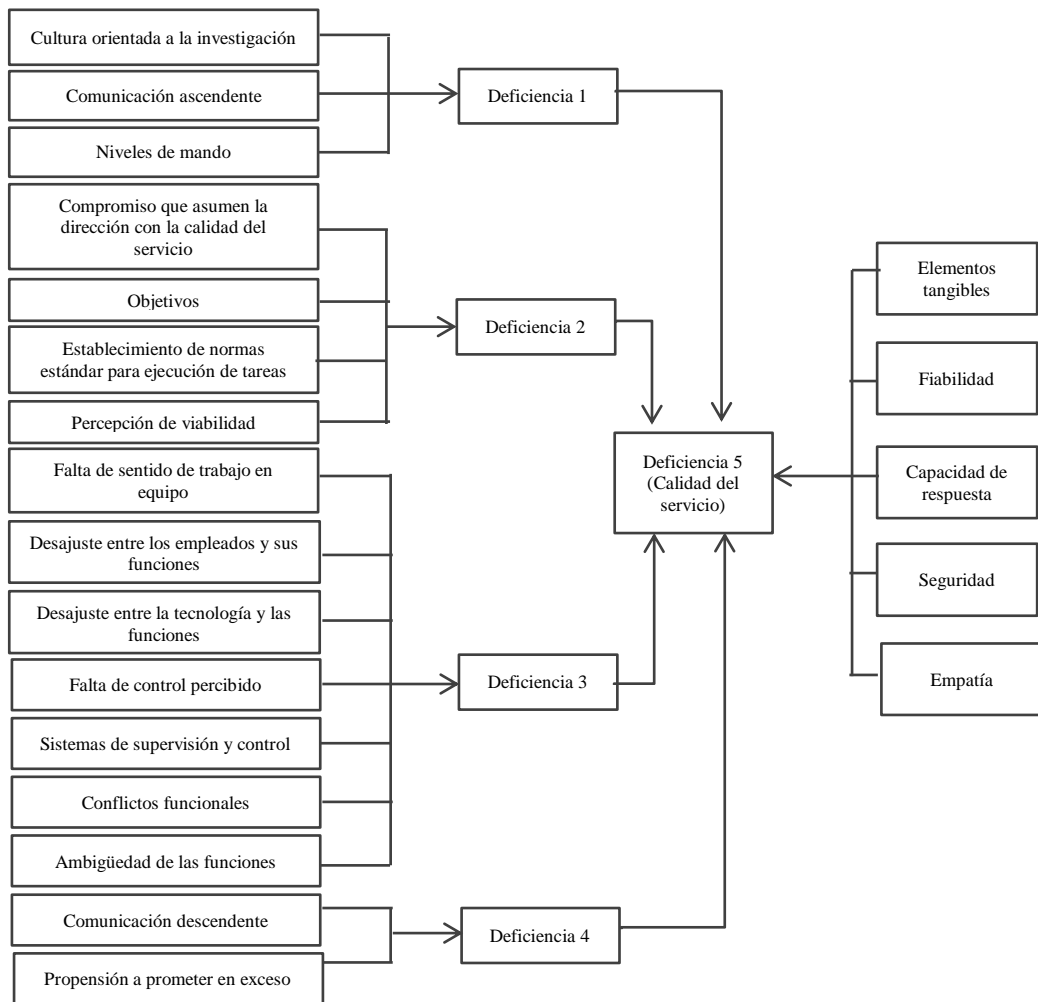 Cultura orientada a la investigación
Comunicación ascendente
Niveles de mando
Deficiencia 1
Compromiso que asumen la
dirección con la calidad del
servicio
Objetivos
Establecimiento de normas
estándar para ejecución de tareas
Percepción de viabilidad
Deficiencia 2
Falta de sentido de trabajo en
equipo
Desajuste entre los empleados y sus
funciones
Desajuste entre la tecnología y las
funciones
Falta de control percibido
Sistemas de supervisión y control
Conflictos funcionales
Ambigüedad de las funciones
Deficiencia 3
Comunicación descendente
Propensión a prometer en exceso
Deficiencia 4
Deficiencia 5
(Calidad del
servicio)
Elementos
tangibles
Fiabilidad
Capacidad de
respuesta
Seguridad
Empatía